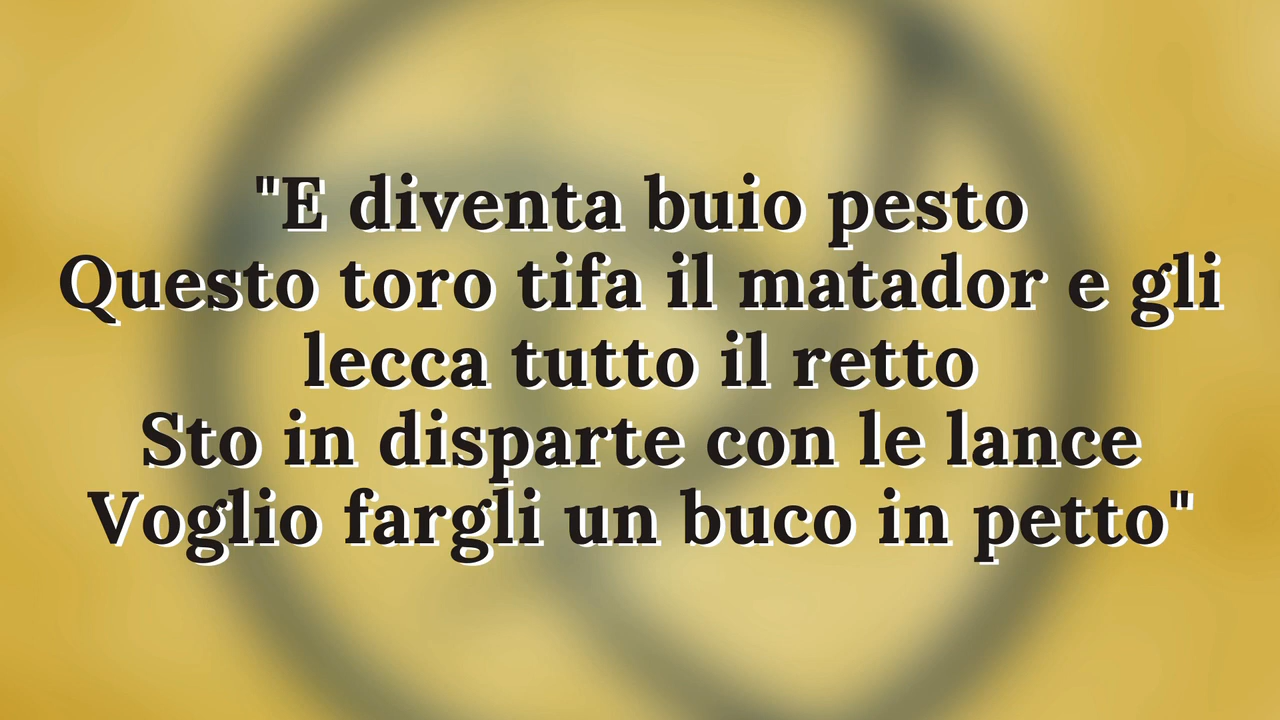 "E diventa buio pesto
Questo toro tifa il matador e gli
lecca tutto il retto
Sto in disparte con le lance
Voglio fargli un buco in petto"